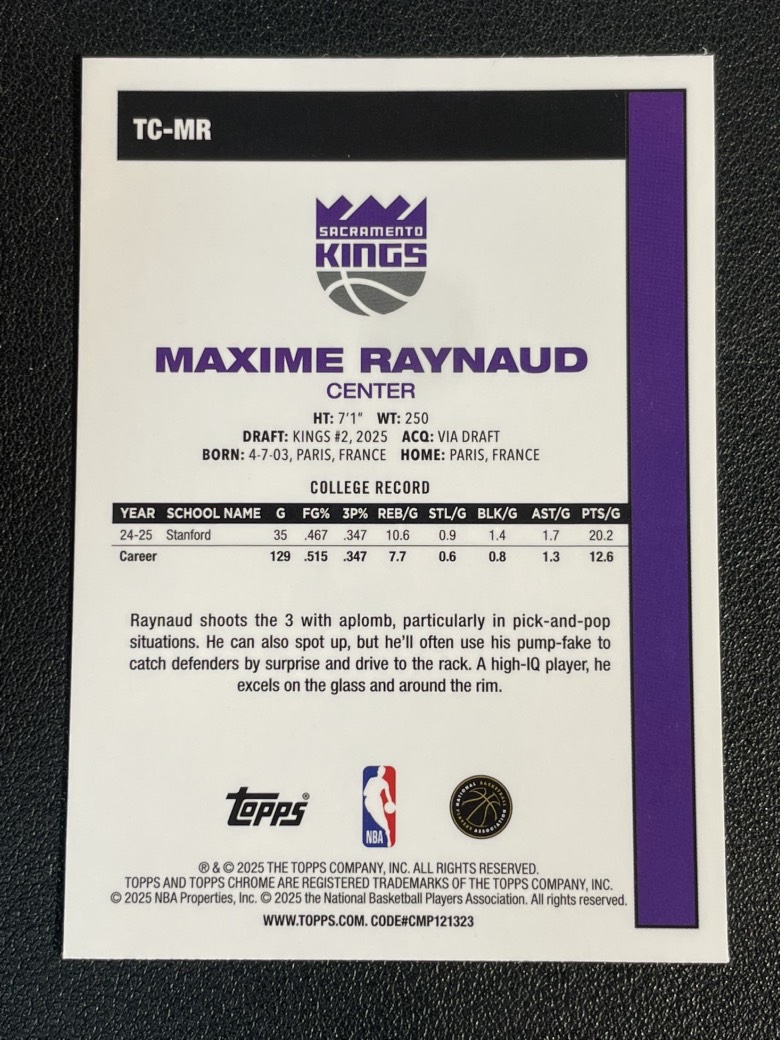 TC-MR
SACRAMENTO
KINGS
MAXIME RAYNAUD
CENTER
HT: 7'1" WT: 250
DRAFT: KINGS #2, 2025 ACQ: VIA DRAFT
BORN: 4-7-03, PARIS, FRANCE HOME: PARIS, FRANCE
COLLEGE RECORD
YEAR SCHOOL NAME G FG% 3P% REB/G STL/G BLK/G AST/G PTS/G
24-25 Stanford 35 .467 .347 10.6 0.9 1.4 1.7 20.2
Career 129 .515 .347 7.7 0.6 0.8 1.3 12.6
Raynaud shoots the 3 with aplomb, particularly in pick-and-pop
situations. He can also spot up, but he'll often use his pump-fake to
catch defenders by surprise and drive to the rack. A high-IQ player, he
excels on the glass and around the rim.
Topps®
NBA
NATIONAL BASKETBALL PLAYERS ASSOCIATION
® & © 2025 THE TOPPS COMPANY, INC. ALL RIGHTS RESERVED.
TOPPS AND TOPPS CHROME ARE REGISTERED TRADEMARKS OF THE TOPPS COMPANY, INC.
© 2025 NBA Properties, Inc. © 2025 the National Basketball Players Association. All rights reserved.
WWW.TOPPS.COM. CODE#CMP121323